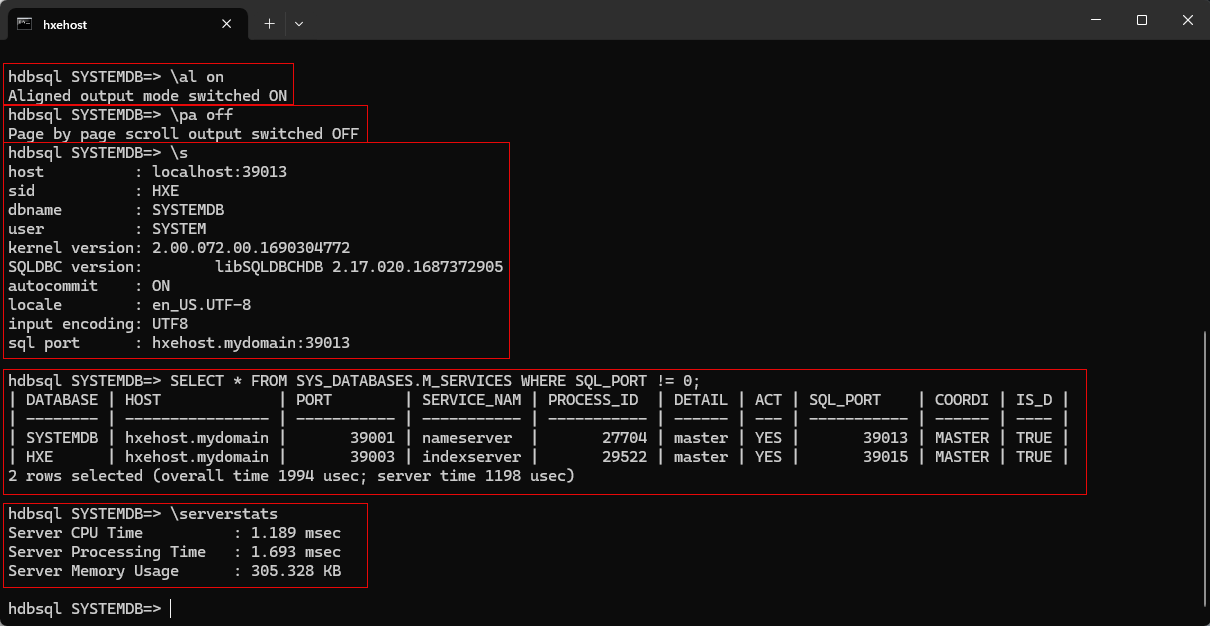 hxehost
hdbsql SYSTEMDB=> \al on
Aligned output mode switched ON
hdbsql SYSTEMDB=> \pa off
Page by page scroll output switched OFF
hdbsql SYSTEMDB=> \s
host          : localhost:39013
sid           : HXE
dbname        : SYSTEMDB
user          : SYSTEM
kernel version: 2.00.072.00.1690304772
SQLDBC version:        libSQLDBCHDB 2.17.020.1687372905
autocommit    : ON
locale        : en_US.UTF-8
input encoding: UTF8
sql port      : hxehost.mydomain:39013
hdbsql SYSTEMDB=> SELECT * FROM SYS_DATABASES.M_SERVICES WHERE SQL_PORT != 0;
| DATABASE | HOST             | PORT        | SERVICE_NAM | PROCESS_ID  | DETAIL | ACT | SQL_PORT    | COORDI | IS_D |
| -------- | ---------------- | ----------- | ----------- | ----------- | ------ | --- | ----------- | ------ | ---- |
| SYSTEMDB | hxehost.mydomain |       39001 | nameserver  |       27704 | master | YES |       39013 | MASTER | TRUE |
| HXE      | hxehost.mydomain |       39003 | indexserver |       29522 | master | YES |       39015 | MASTER | TRUE |
2 rows selected (overall time 1994 usec; server time 1198 usec)
hdbsql SYSTEMDB=> \serverstats
Server CPU Time          : 1.189 msec
Server Processing Time   : 1.693 msec
Server Memory Usage      : 305.328 KB
hdbsql SYSTEMDB=>